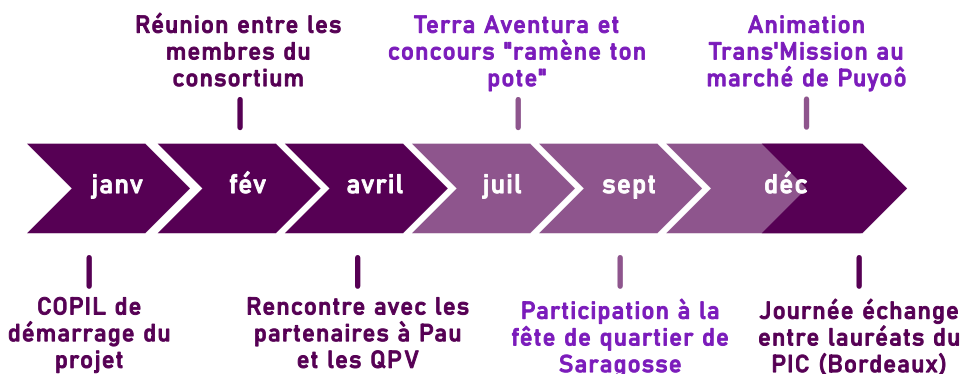 Réunion entre les
membres du
consortium
Terra Aventura et
concours "ramène ton
pote"
Animation
Trans'Mission au
marché de Puyoô
janv
fév
avril
juil
sept
déc
COPIL de
démarrage du
projet
Rencontre avec les
partenaires à Pau
et les QPV
Participation à la
fête de quartier de
Saragosse
Journée échange
entre lauréats du
PIC (Bordeaux)